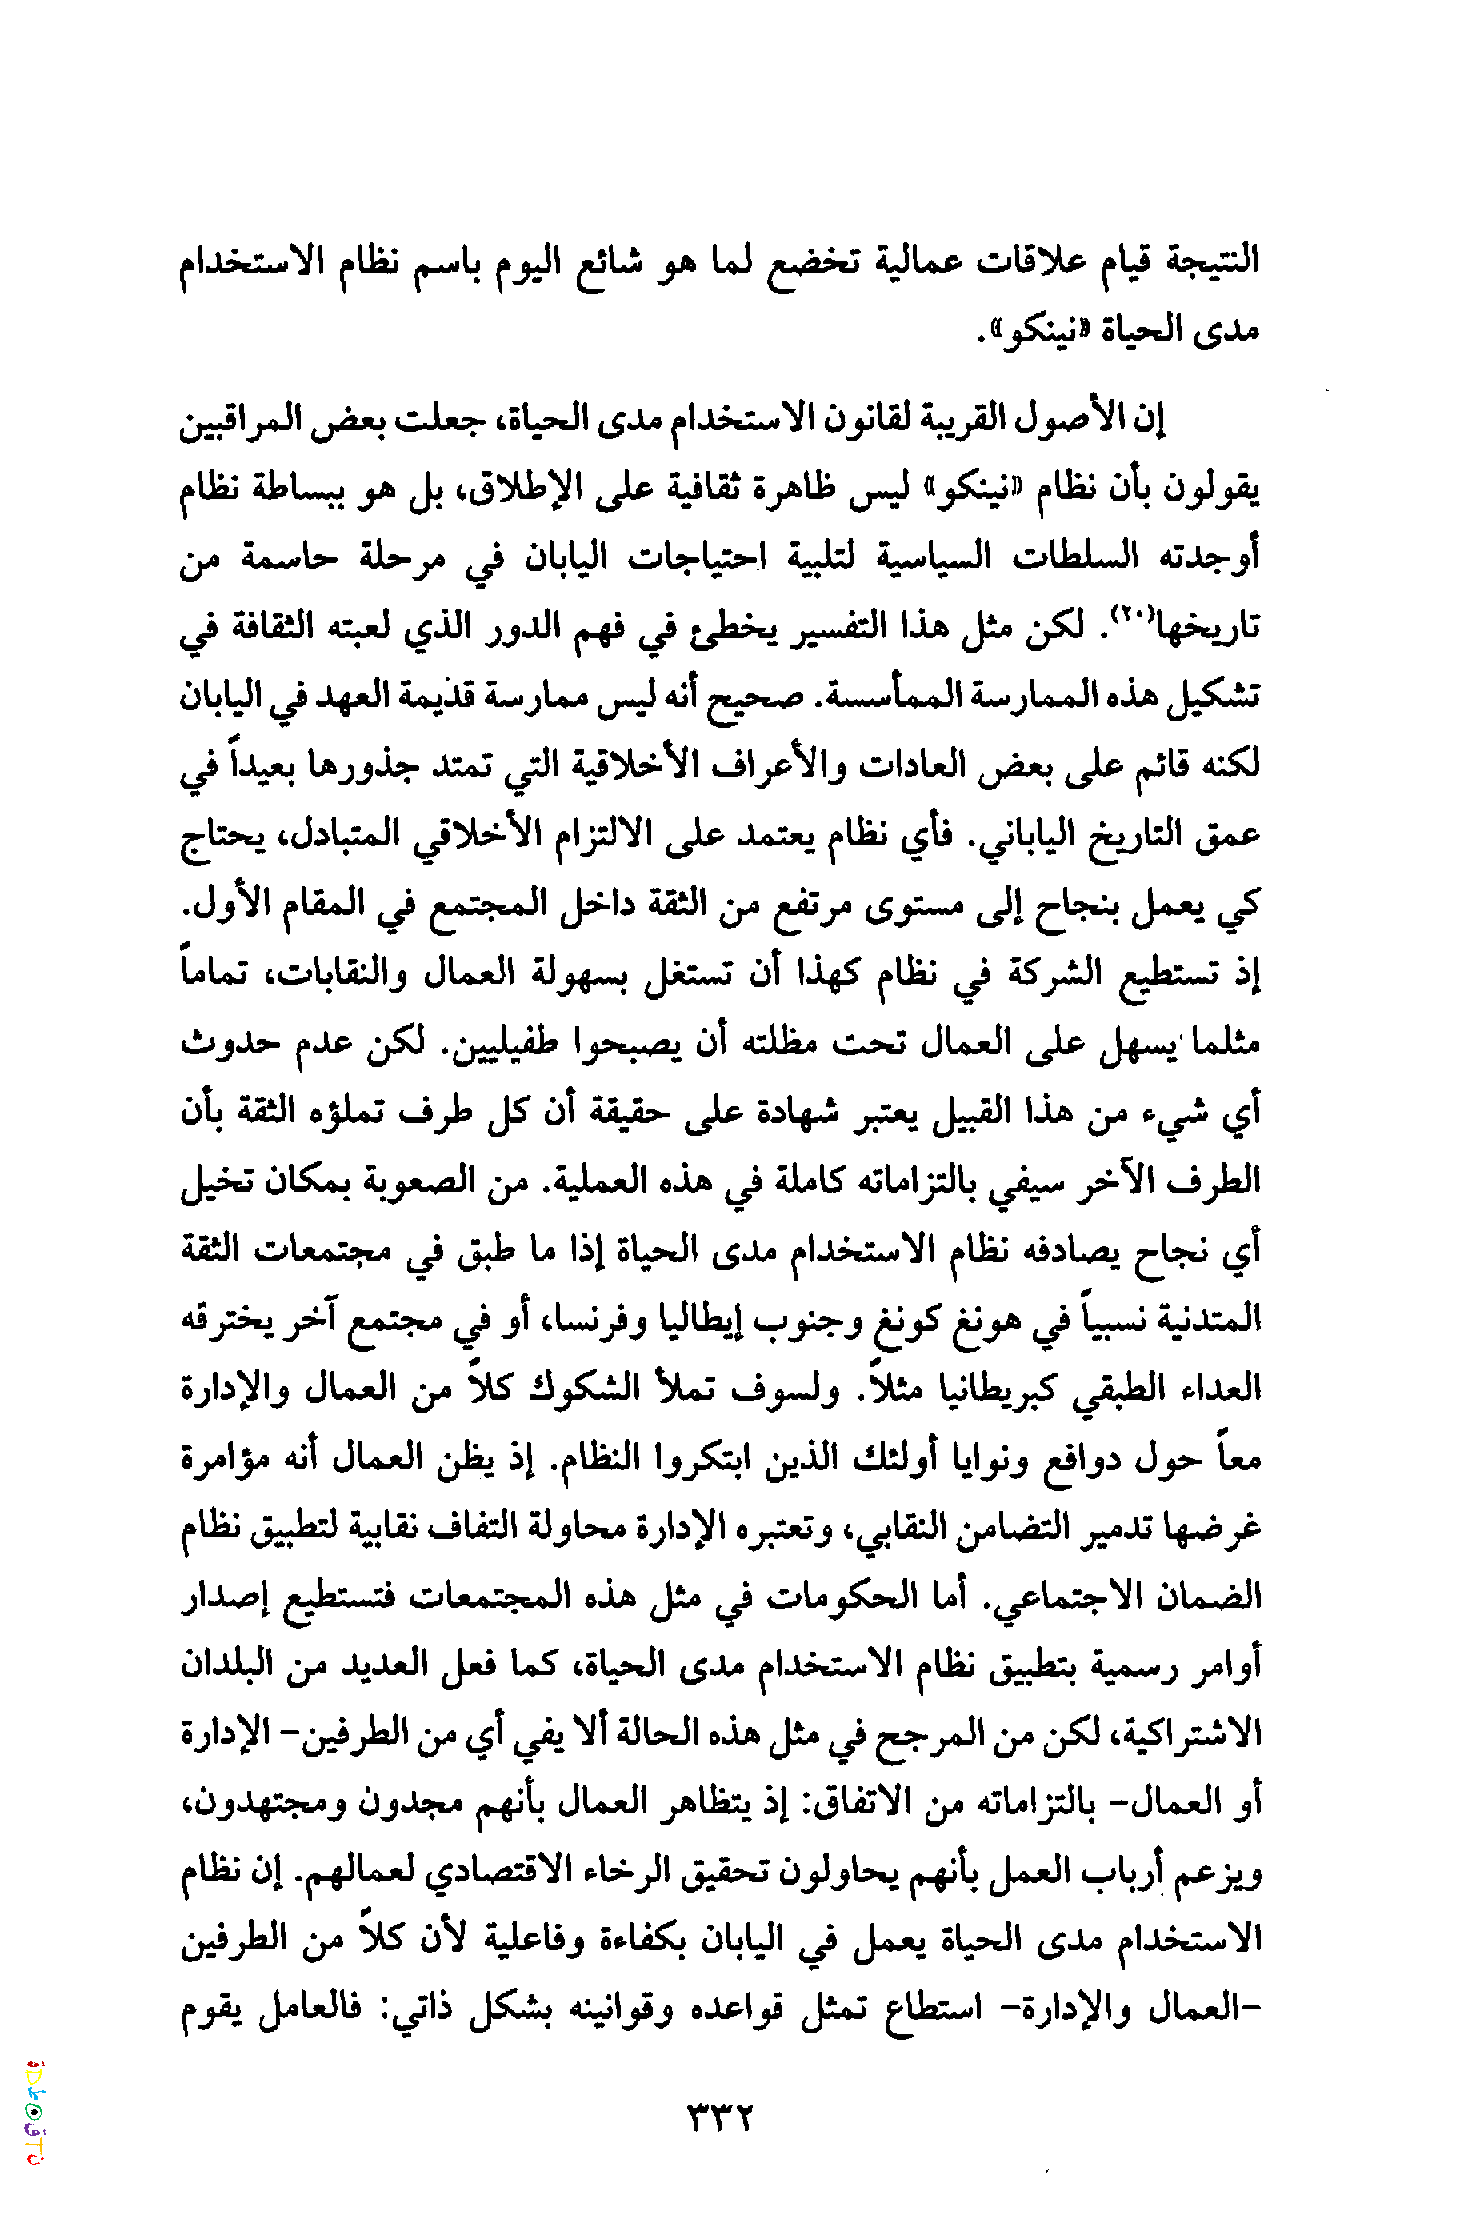 النتيجة قيام علاقات عمالية تخضع لما هو شائع اليوم باسم نظام الاستخدام
مدى الحياة «نينكو».
إن الأصول القريبة لقانون الاستخدام مدى الحياة، جعلت بعض المراقبين
يقولون بأن نظام «نينكو» ليس ظاهرة ثقافية على الإطلاق، بل هو ببساطة نظام
أوجدته السلطات السياسية لتلبية احتياجات اليابان في مرحلة حاسمة من
تاريخها(٢٠). لكن مثل هذا التفسير يخطئ في فهم الدور الذي لعبته الثقافة في
تشكيل هذه الممارسة الممأسسة. صحيح أنه ليس ممارسة قديمة العهد في اليابان
لكنه قائم على بعض العادات والأعراف الأخلاقية التي تمتد جذورها بعيداً في
عمق التاريخ الياباني. فأي نظام يعتمد على الالتزام الأخلاقي المتبادل، يحتاج
كي يعمل بنجاح إلى مستوى مرتفع من الثقة داخل المجتمع في المقام الأول.
إذ تستطيع الشركة في نظام كهذا أن تستغل بسهولة العمال والنقابات، تماماً
مثلما يسهل على العمال تحت مظلته أن يصبحوا طفيليين. لكن عدم حدوث
أي شيء من هذا القبيل يعتبر شهادة على حقيقة أن كل طرف تملؤه الثقة بأن
الطرف الآخر سيفي بالتزاماته كاملة في هذه العملية. من الصعوبة بمكان تخيل
أي نجاح يصادفه نظام الاستخدام مدى الحياة إذا ما طبق في مجتمعات الثقة
المتدنية نسبياً في هونغ كونغ وجنوب إيطاليا وفرنسا، أو في مجتمع آخر يخترقه
العداء الطبقي كبريطانيا مثلاً. ولسوف تملأ الشكوك كلاً من العمال والإدارة
معاً حول دوافع ونوايا أولئك الذين ابتكروا النظام. إذ يظن العمال أنه مؤامرة
غرضها تدمير التضامن النقابي، وتعتبره الإدارة محاولة التفاف نقابية لتطبيق نظام
الضمان الاجتماعي. أما الحكومات في مثل هذه المجتمعات فتستطيع إصدار
أوامر رسمية بتطبيق نظام الاستخدام مدى الحياة، كما فعل العديد من البلدان
الاشتراكية، لكن من المرجح في مثل هذه الحالة ألا يفي أي من الطرفين- الإدارة
أو العمال- بالتزاماته من الاتفاق: إذ يتظاهر العمال بأنهم مجدون ومجتهدون،
ويزعم أرباب العمل بأنهم يحاولون تحقيق الرخاء الاقتصادي لعمالهم. إن نظام
الاستخدام مدى الحياة يعمل في اليابان بكفاءة وفاعلية لأن كلاً من الطرفين
-العمال والإدارة- استطاع تمثل قواعده وقوانينه بشكل ذاتي: فالعامل يقوم
٣٣٢